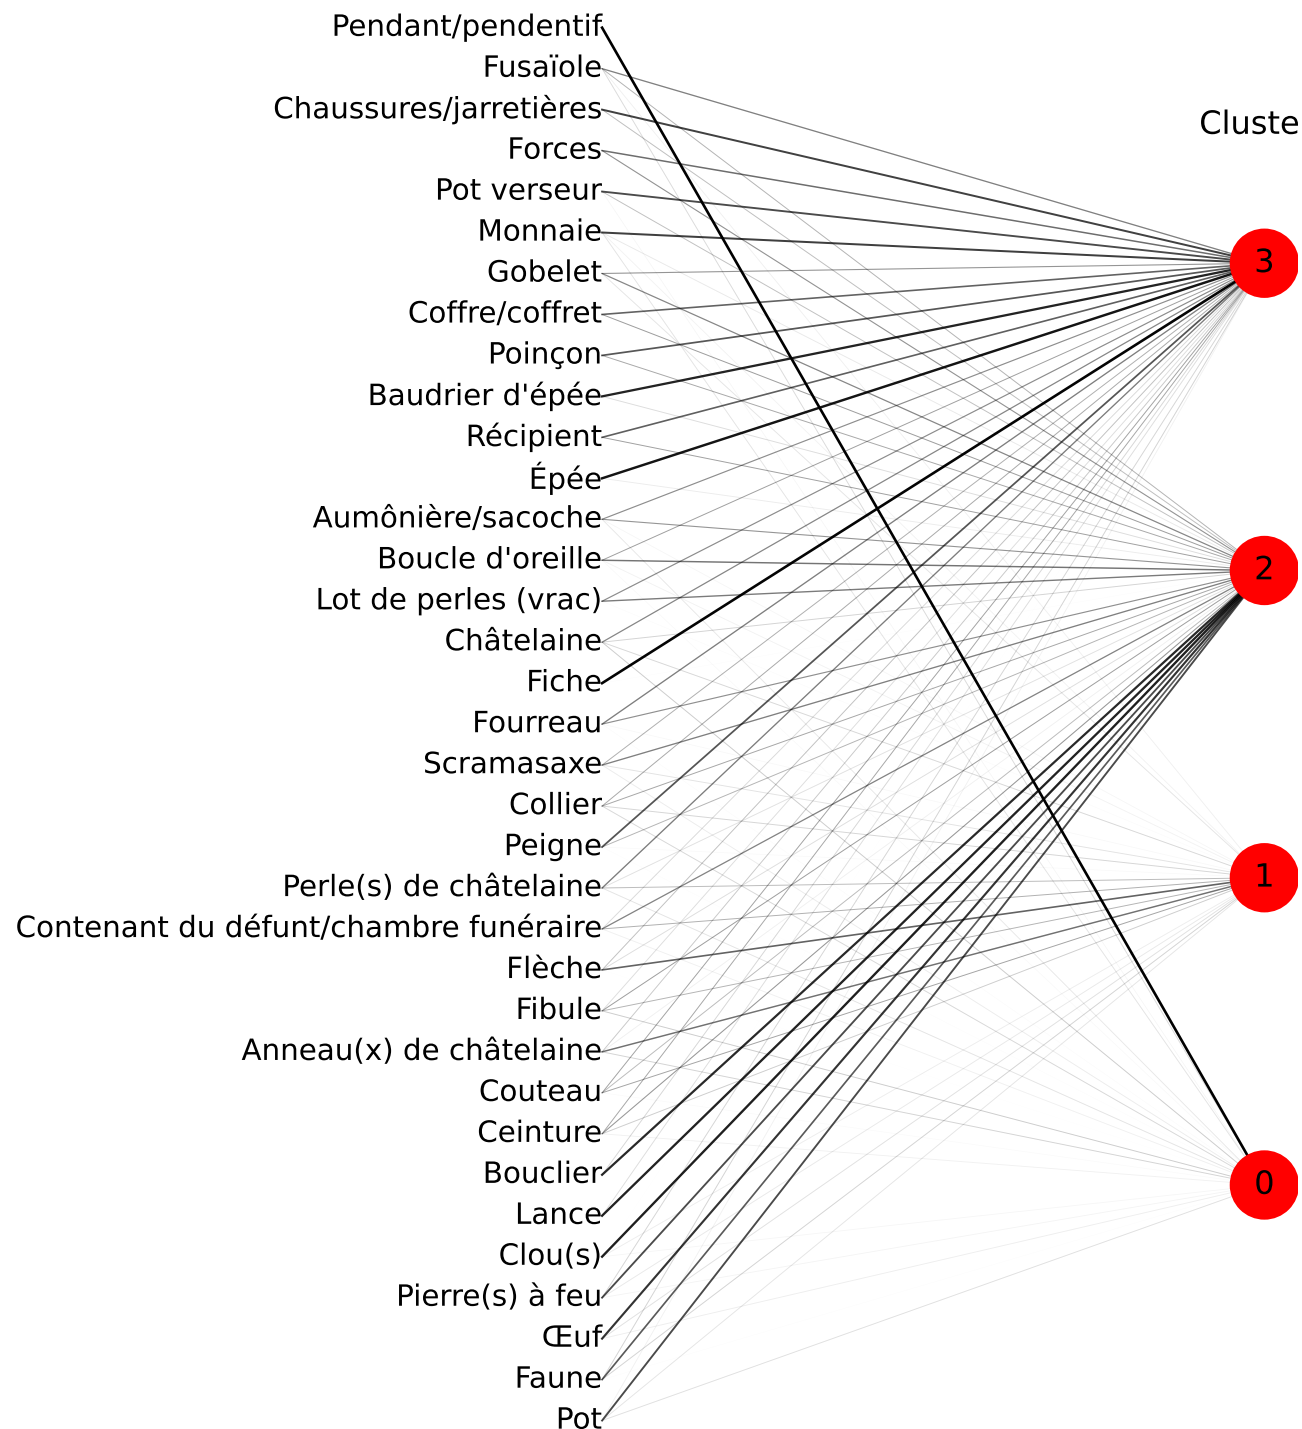 Pendant/pendentif
Fusaïole
Chaussures/jarretières
Cluste
Forces
Pot verseur
Monnaie
3
Gobelet
Coffre/coffret
Poinçon
Baudrier d'épée
Récipient
Épée
Aumônière/sacoche
Boucle d'oreille
2
Lot de perles (vrac)
Châtelaine
Fiche
Fourreau
Scramasaxe
Collier
Peigne
1
Perle(s) de châtelaine
Contenant du défunt/chambre funéraire
Flèche
Fibule
Anneau(x) de châtelaine
Couteau
Ceinture
Bouclier
0
Lance
Clou(s)
Pierre(s) à feu
Œuf
Faune
Pot